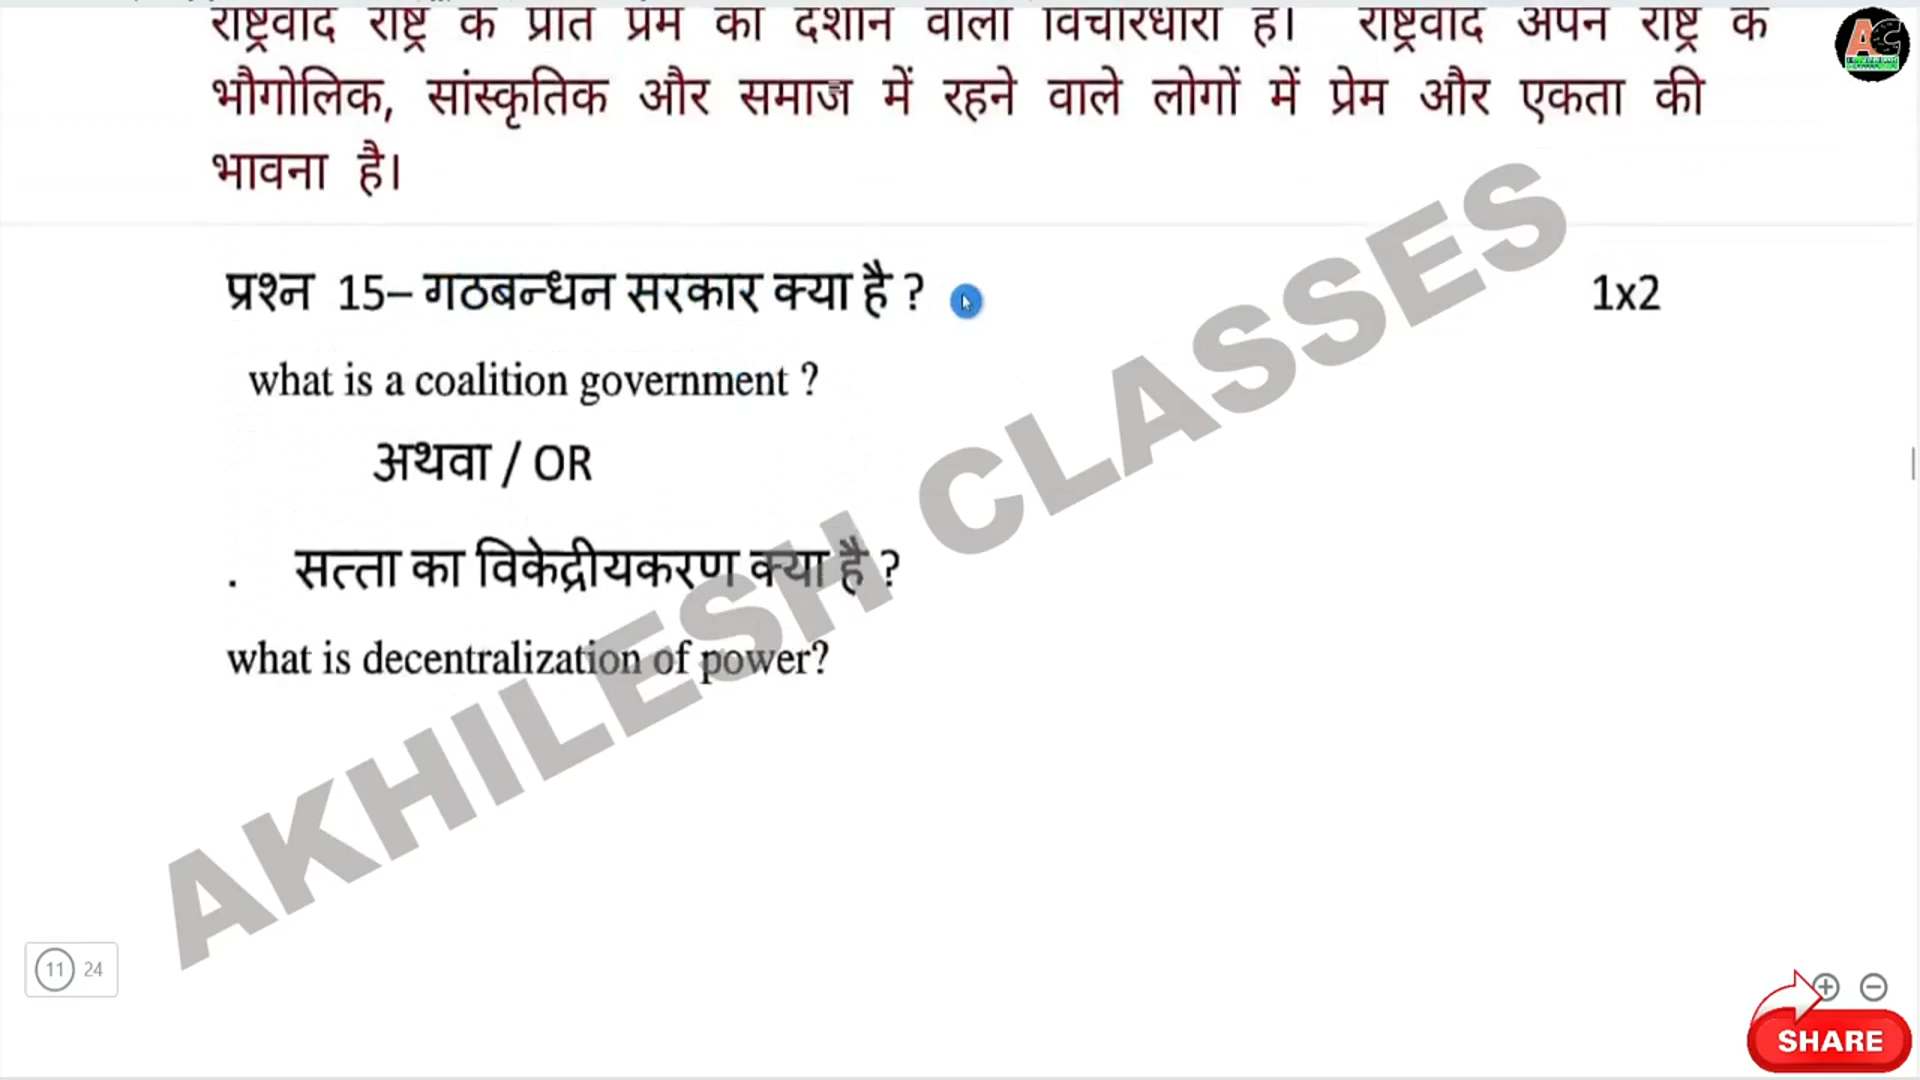 राष्ट्रवाद राष्ट्र के प्रति प्रेम को दर्शाने वाली विचारधारा है। राष्ट्रवाद अपने राष्ट्र के
भौगोलिक, सांस्कृतिक और समाज में रहने वाले लोगों में प्रेम और एकता की
भावना है।
प्रश्न 15– गठबन्धन सरकार क्या है ? 1x2
what is a coalition government ?
अथवा / OR
. सत्ता का विकेद्रीयकरण क्या है ?
what is decentralization of power?
AKHILESH CLASSES
11 24
AC
SHARE